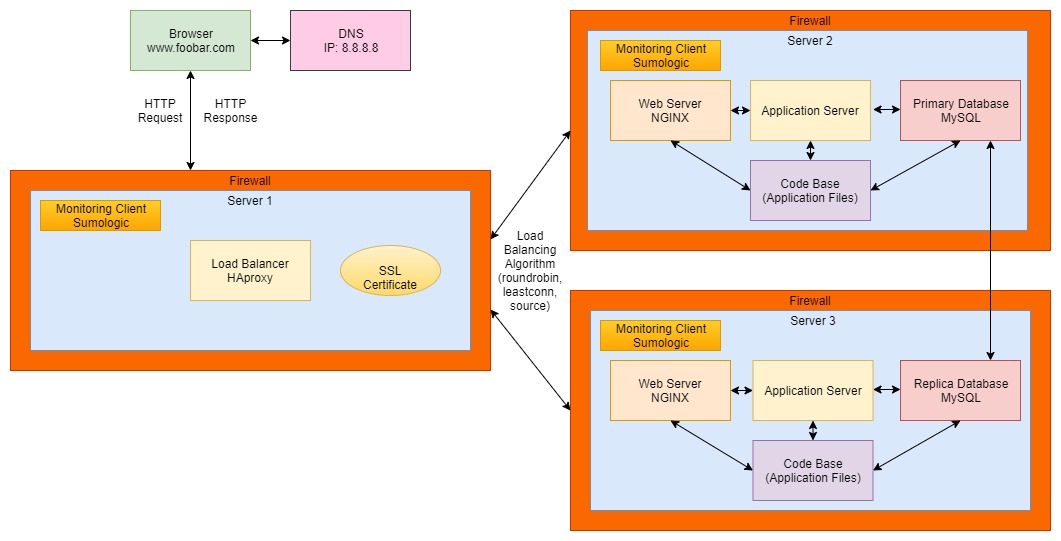 Browser
www.foobar.com
DNS
IP: 8.8.8.8
HTTP
Request
HTTP
Response
Firewall
Server 1
Monitoring Client
Sumologic
Load Balancer
HAproxy
SSL
Certificate
Load
Balancing
Algorithm
(roundrobin,
leastconn,
source)
Firewall
Server 2
Monitoring Client
Sumologic
Web Server
NGINX
Application Server
Primary Database
MySQL
Code Base
(Application Files)
Firewall
Server 3
Monitoring Client
Sumologic
Web Server
NGINX
Application Server
Replica Database
MySQL
Code Base
(Application Files)